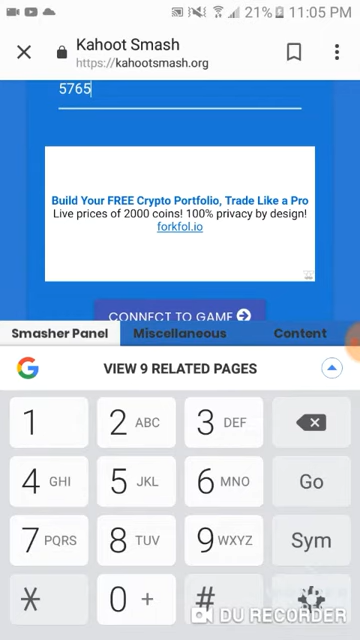 21% 11:05 PM
Kahoot Smash
https://kahootsmash.org
5765
Build Your FREE Crypto Portfolio, Trade Like a Pro
Live prices of 2000 coins! 100% privacy by design!
forkfol.io
CONNECT TO GAME
Smasher Panel Miscellaneous Content
G VIEW 9 RELATED PAGES
1 2 ABC 3 DEF
4 GHI 5 JKL 6 MNO Go
7 PQRS 8 TUV 9 WXYZ Sym
* 0 + #
DU RECORDER